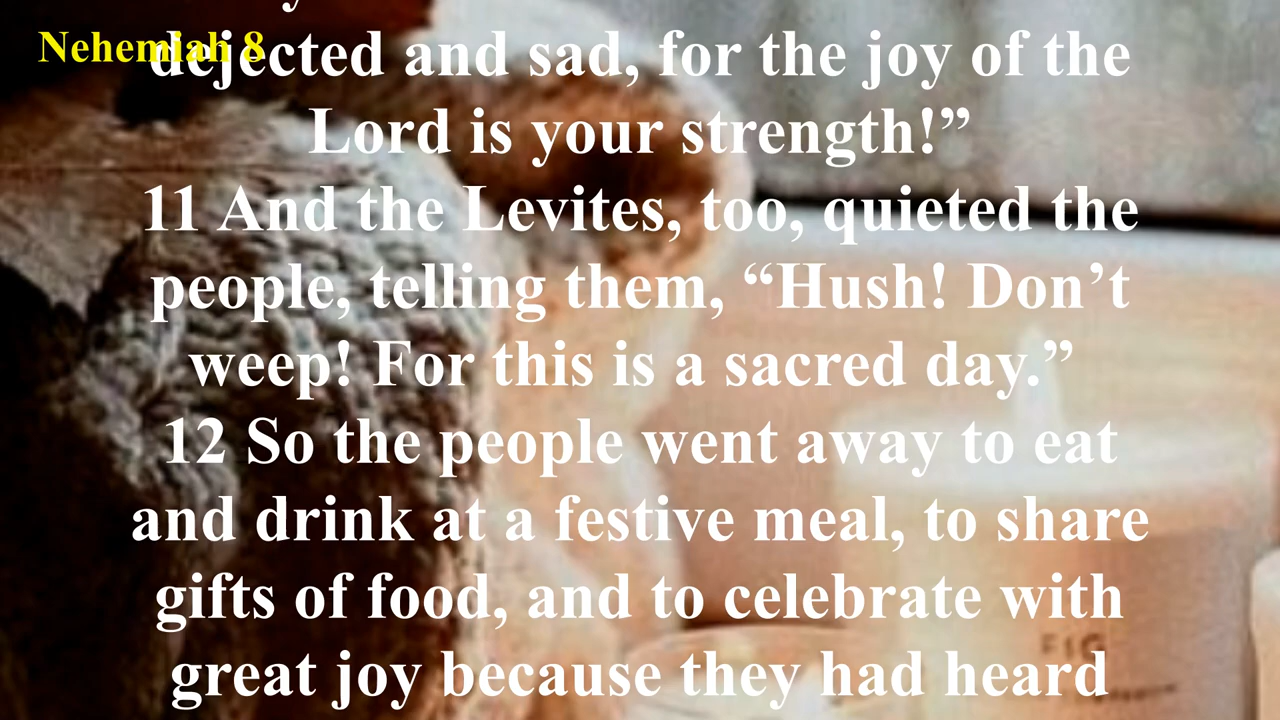 Nehemiah 8
dejected and sad, for the joy of the
Lord is your strength!”
11 And the Levites, too, quieted the
people, telling them, “Hush! Don’t
weep! For this is a sacred day.”
12 So the people went away to eat
and drink at a festive meal, to share
gifts of food, and to celebrate with
great joy because they had heard
FIG